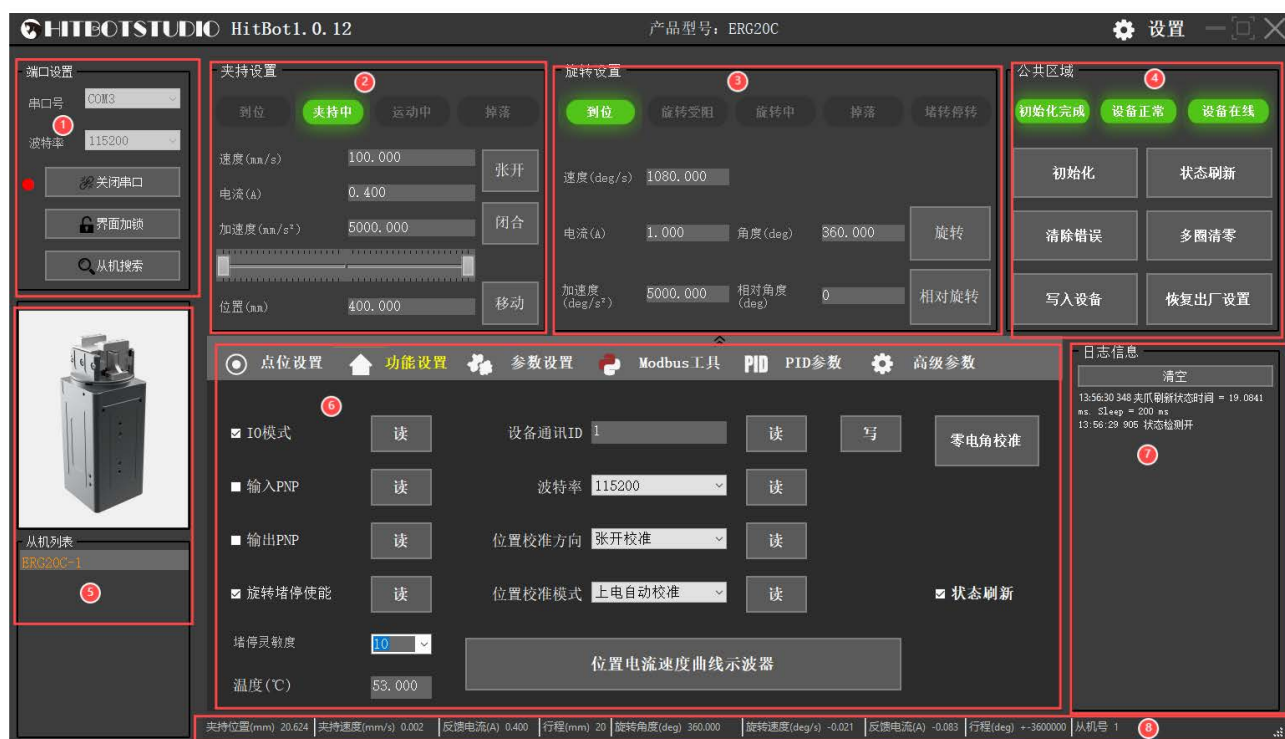 HITBOTSTUDIO HitBot1.0.12
产品型号：ERG20C
设置
端口设置
串口号 COM3
1
波特率 115200
关闭串口
界面加锁
从机搜索
夹持设置
2
到位 夹持中 运动中 掉落
速度(mm/s) 100.000
张开
电流(A) 0.400
加速度(mm/s²) 5000.000
闭合
位置(mm) 400.000
移动
旋转设置
3
到位 旋转受阻 旋转中 掉落 堵转停转
速度(deg/s) 1080.000
电流(A) 1.000 角度(deg) 360.000 旋转
加速度
(deg/s²)
5000.000
相对角度
(deg)
0
相对旋转
公共区域
4
初始化完成 设备正常 设备在线
初始化 状态刷新
清除错误 多圈清零
写入设备 恢复出厂设置
从机列表
ERG20C-1
5
点位设置 功能设置 参数设置 Modbus工具 PID PID参数 高级参数
6
IO模式 读 设备通讯ID 1 读 写 零电角校准
输入PNP 读 波特率 115200 读
输出PNP 读 位置校准方向 张开校准 读
旋转堵停使能 读 位置校准模式 上电自动校准 读 状态刷新
堵停灵敏度 10
位置电流速度曲线示波器
温度(℃) 53.000
日志信息
清空
13:56:30 348 夹爪刷新状态时间 = 19.0841
ms. Sleep = 200 ms
13:56:29 905 状态检测开
7
夹持位置(mm) 20.624 夹持速度(mm/s) 0.002 反馈电流(A) 0.400 行程(mm) 20 旋转角度(deg) 360.000 旋转速度(deg/s) -0.021 反馈电流(A) -0.083 行程(deg) +-3600000 从机号 1
8